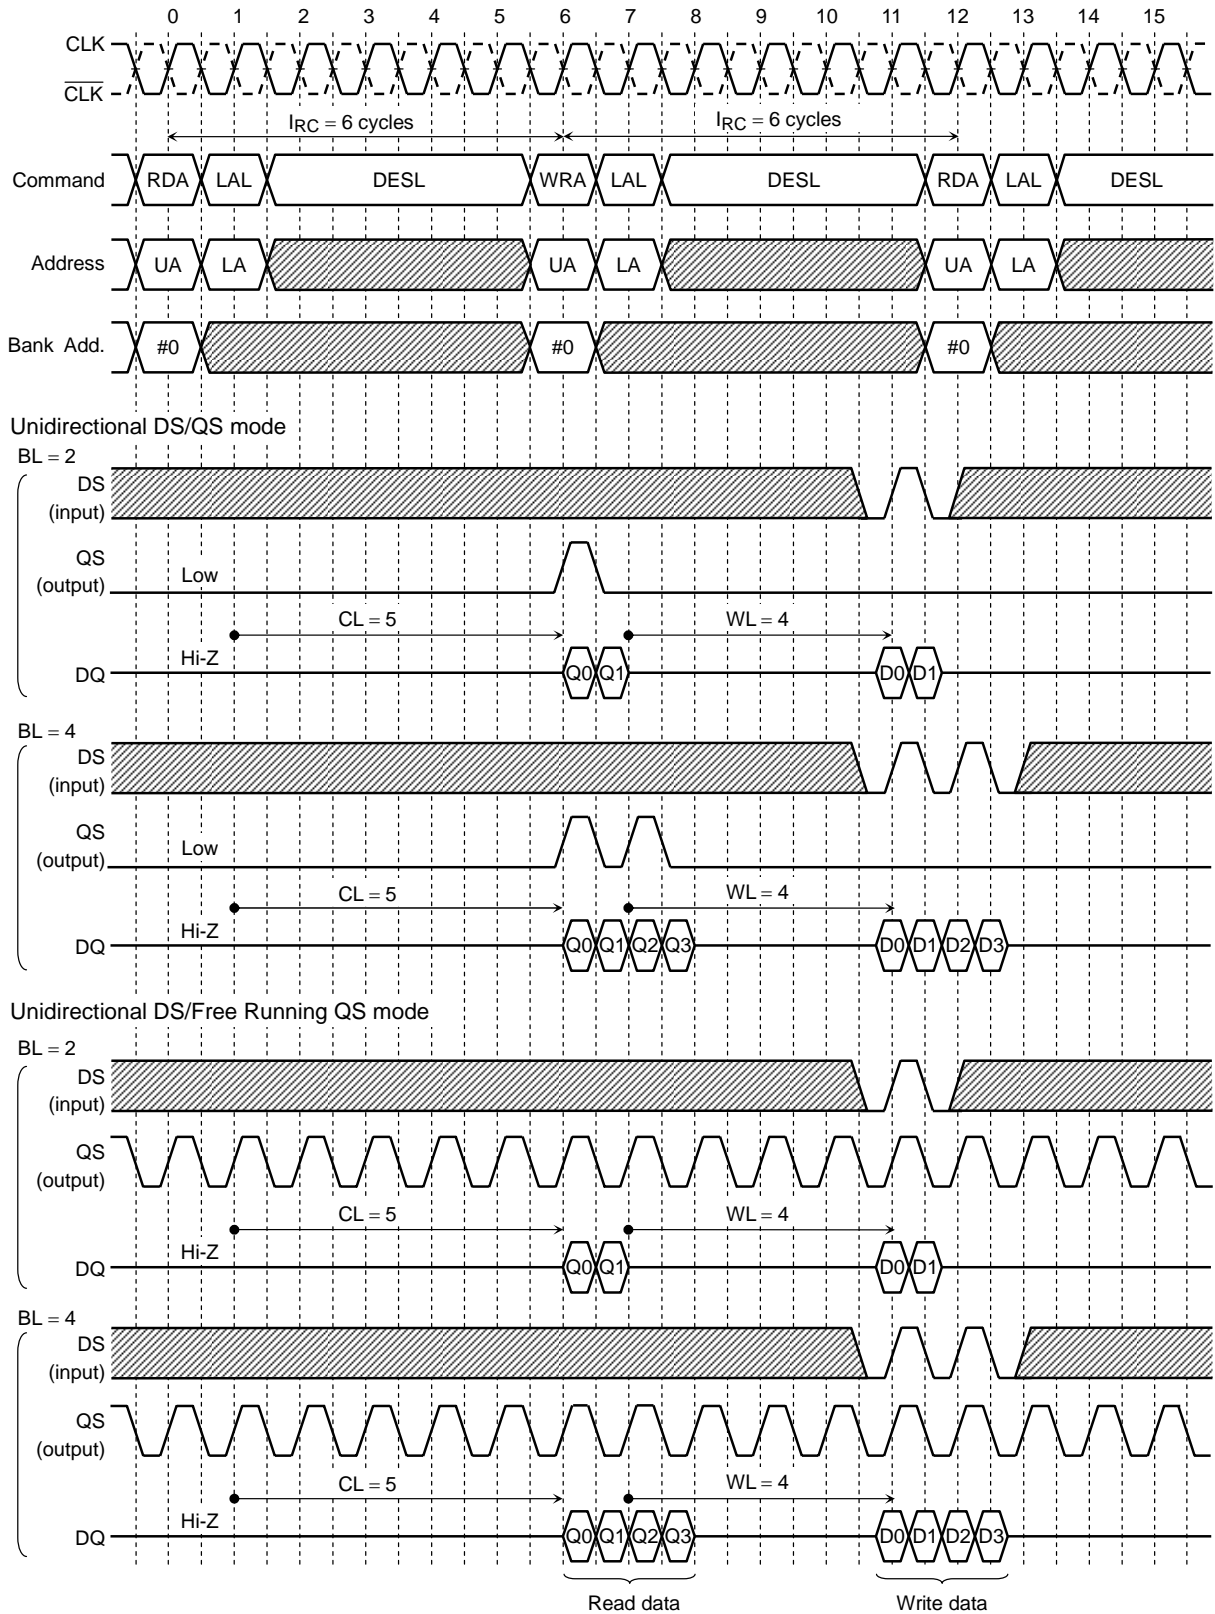 0 1 2 3 4 5 6 7 8 9 10 11 12 13 14 15
CLK
CLK
IRC = 6 cycles IRC = 6 cycles
Command RDA LAL DESL WRA LAL DESL RDA LAL DESL
Address UA LA UA LA UA LA
Bank Add. #0 #0 #0
Unidirectional DS/QS mode
BL = 2
DS
(input)
QS
(output) Low
CL = 5 WL = 4
Hi-Z
DQ Q0 Q1 D0 D1
BL = 4
DS
(input)
QS
(output) Low
CL = 5 WL = 4
Hi-Z
DQ Q0 Q1 Q2 Q3 D0 D1 D2 D3
Unidirectional DS/Free Running QS mode
BL = 2
DS
(input)
QS
(output)
CL = 5 WL = 4
Hi-Z
DQ Q0 Q1 D0 D1
BL = 4
DS
(input)
QS
(output)
CL = 5 WL = 4
Hi-Z
DQ Q0 Q1 Q2 Q3 D0 D1 D2 D3
Read data Write data